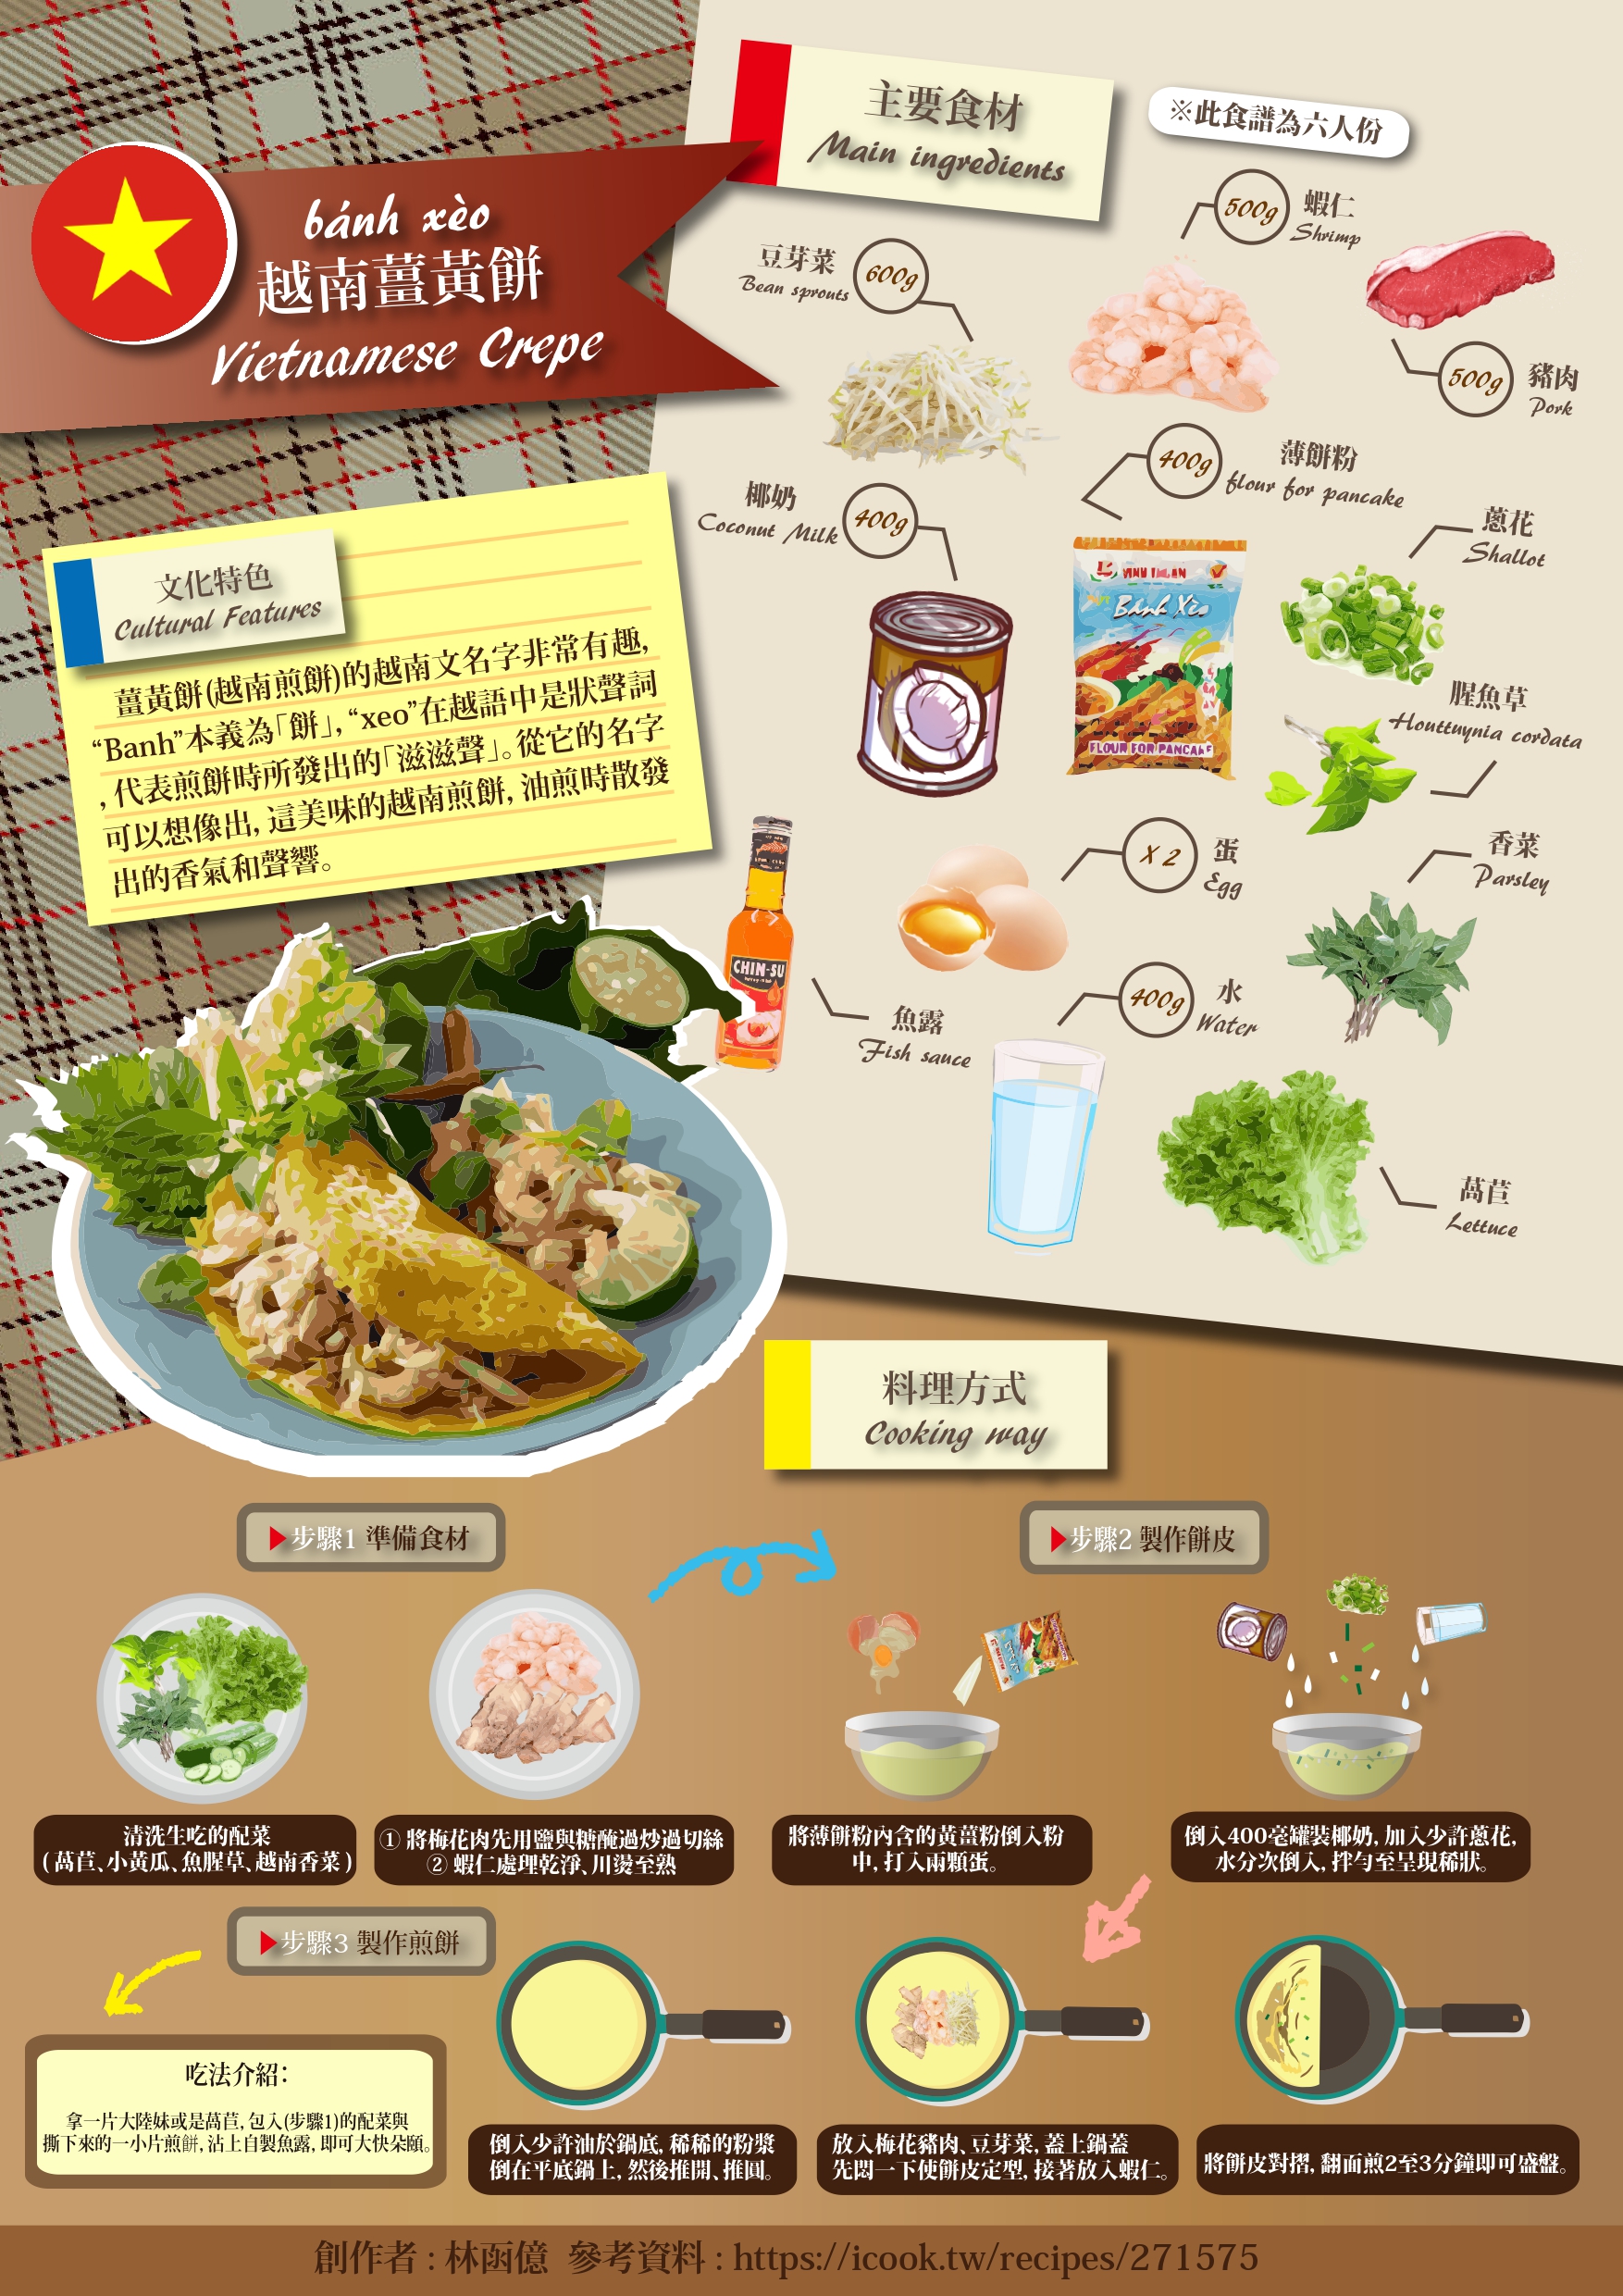 bánh xèo
越南薑黃餅
Vietnamese Crepe
文化特色
Cultural Features
薑黃餅(越南煎餅)的越南文名字非常有趣,
“Banh”本義為「餅」, “xeo”在越語中是狀聲詞
, 代表煎餅時所發出的「滋滋聲」。從它的名字
可以想像出, 這美味的越南煎餅, 油煎時散發
出的香氣和聲響。
主要食材
Main ingredients
※此食譜為六人份
500g
蝦仁
Shrimp
豆芽菜
Bean sprouts
600g
500g
豬肉
Pork
400g
薄餅粉
flour for pancake
椰奶
Coconut Milk
400g
蔥花
Shallot
Bánh Xèo
FLOUR FOR PANCAKE
腥魚草
Houttuynia cordata
X 2
蛋
Egg
香菜
Parsley
CHIN-SU
魚露
Fish sauce
400g
水
Water
萵苣
Lettuce
料理方式
Cooking way
步驟1 準備食材
清洗生吃的配菜
( 萵苣、小黃瓜、魚腥草、越南香菜 )
① 將梅花肉先用鹽與糖醃過炒過切絲
② 蝦仁處理乾淨、川燙至熟
步驟2 製作餅皮
將薄餅粉內含的黃薑粉倒入粉
中, 打入兩顆蛋。
倒入400毫罐裝椰奶, 加入少許蔥花,
水分次倒入, 拌勻至呈現稀狀。
步驟3 製作煎餅
倒入少許油於鍋底, 稀稀的粉漿
倒在平底鍋上, 然後推開、推圓。
放入梅花豬肉、豆芽菜, 蓋上鍋蓋
先悶一下使餅皮定型, 接著放入蝦仁。
將餅皮對摺, 翻面煎2至3分鐘即可盛盤。
吃法介紹:
拿一片大陸妹或是萵苣, 包入(步驟1)的配菜與
撕下來的一小片煎餅, 沾上自製魚露, 即可大快朵頤。
創作者 : 林函億 參考資料 : https://icook.tw/recipes/271575